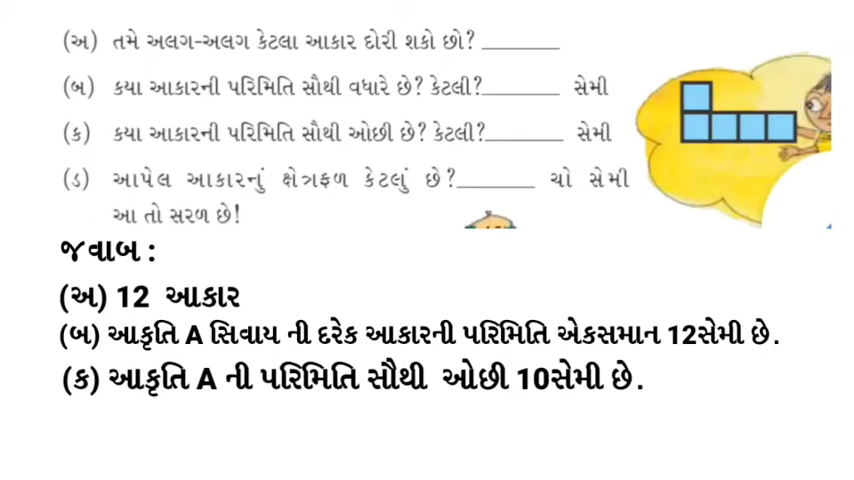 (અ) તમે અલગ-અલગ કેટલા આકાર દોરી શકો છો? ________
(બ) કયા આકારની પરિમિતિ સૌથી વધારે છે? કેટલી?________ સેમી
(ક) કયા આકારની પરિમિતિ સૌથી ઓછી છે? કેટલી?________ સેમી
(ડ) આપેલ આકારનું ક્ષેત્રફળ કેટલું છે?________ ચો સેમી
આ તો સરળ છે!
જવાબ :
(અ) 12 આકાર
(બ) આકૃતિ A સિવાય ની દરેક આકારની પરિમિતિ એકસમાન 12સેમી છે.
(ક) આકૃતિ A ની પરિમિતિ સૌથી ઓછી 10સેમી છે.